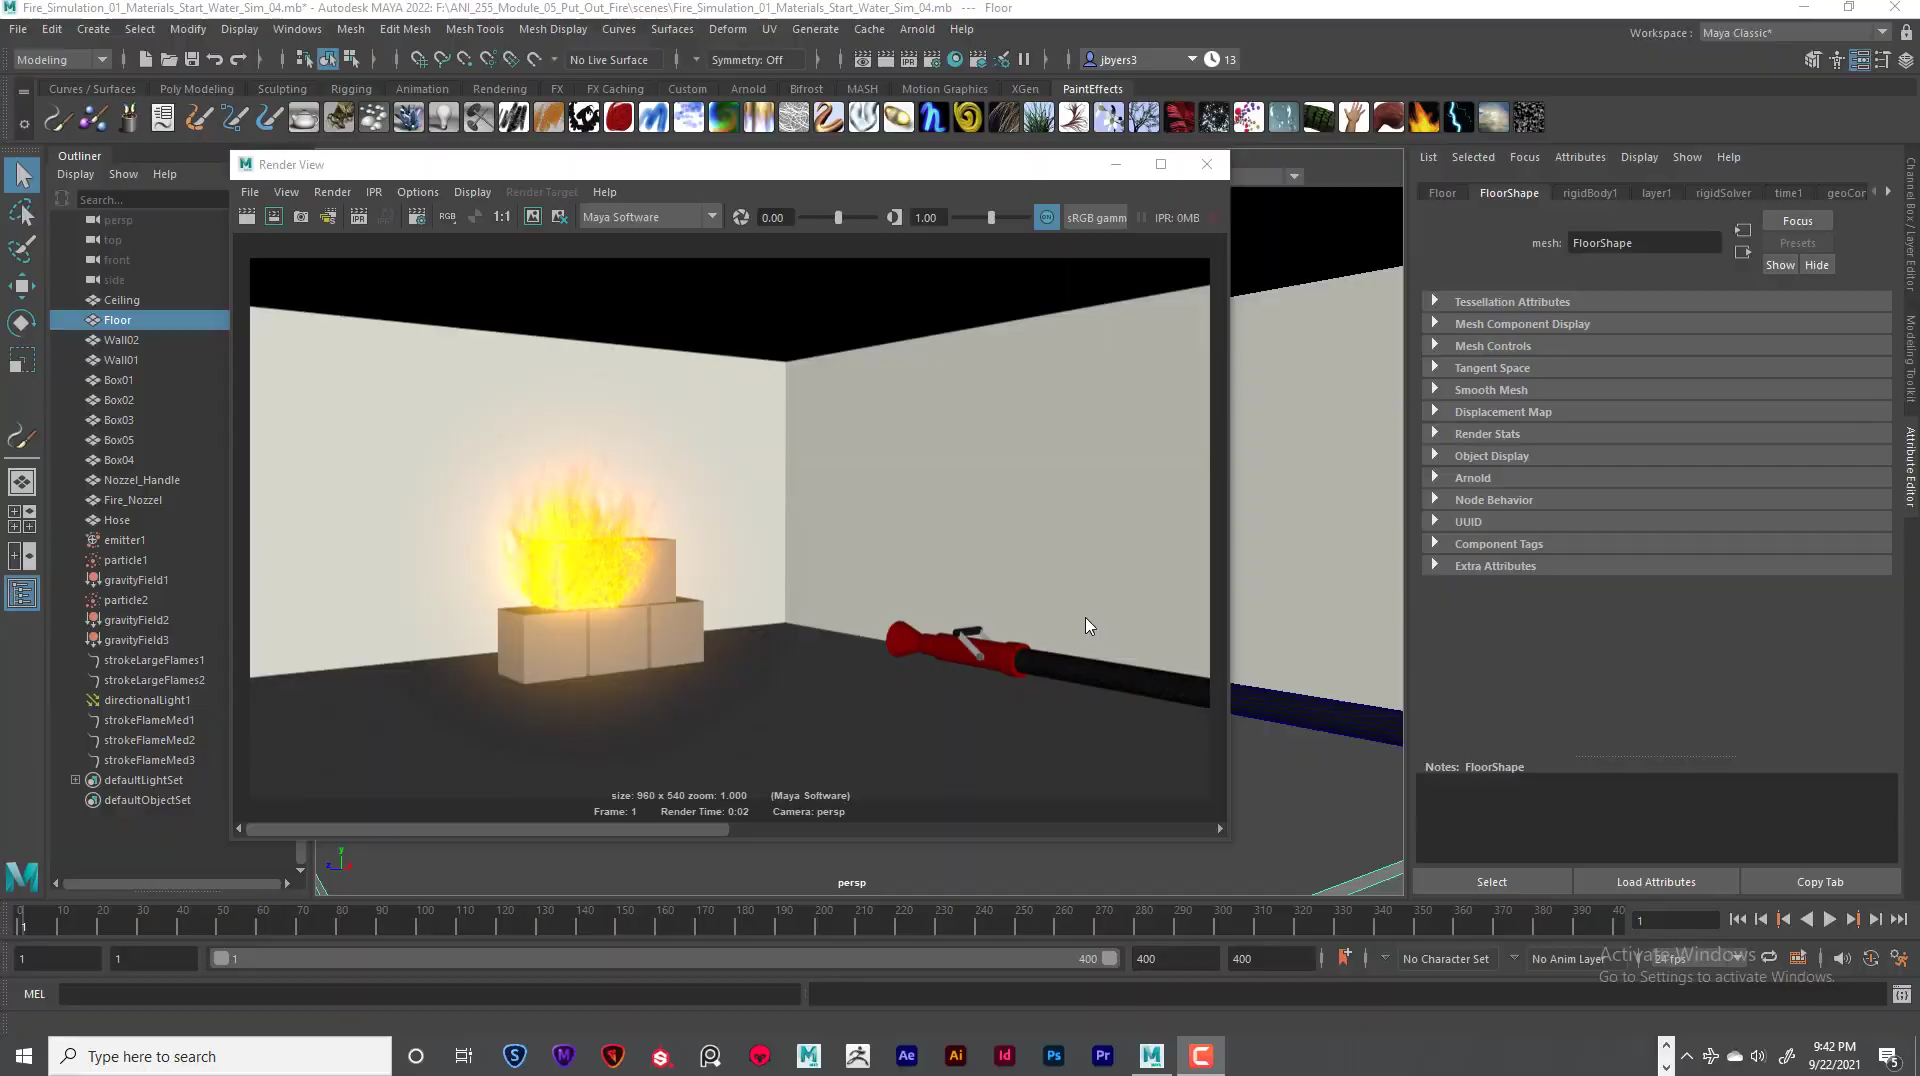 Fire_Simulation_01_Materials_Start_Water_Sim_04.mb* - Autodesk MAYA 2022: F:\ANI_255_Module_05_Put_Out_Fire\scenes\Fire_Simulation_01_Materials_Start_Water_Sim_04.mb --- Floor
File Edit Create Select Modify Display Windows Mesh Edit Mesh Mesh Tools Mesh Display Curves Surfaces Deform UV Generate Cache Arnold Help
Workspace : Maya Classic*
Modeling No Live Surface Symmetry: Off jbyers3 13
Curves / Surfaces Poly Modeling Sculpting Rigging Animation Rendering FX FX Caching Custom Arnold Bifrost MASH Motion Graphics XGen PaintEffects
Outliner
Display Show Help
Search...
persp
top
front
side
Ceiling
Floor
Wall02
Wall01
Box01
Box02
Box03
Box05
Box04
Nozzel_Handle
Fire_Nozzel
Hose
emitter1
particle1
gravityField1
particle2
gravityField2
gravityField3
strokeLargeFlames1
strokeLargeFlames2
directionalLight1
strokeFlameMed1
strokeFlameMed2
strokeFlameMed3
defaultLightSet
defaultObjectSet
Render View
File View Render IPR Options Display Render Target Help
RGB 1:1 Maya Software 0.00 1.00 ON sRGB gamm IPR: 0MB
size: 960 x 540 zoom: 1.000 (Maya Software)
Frame: 1 Render Time: 0:02 Camera: persp
y
z x
persp
List Selected Focus Attributes Display Show Help
Floor FloorShape rigidBody1 layer1 rigidSolver time1 geoCor
mesh: FloorShape
Focus
Presets
Show Hide
Tessellation Attributes
Mesh Component Display
Mesh Controls
Tangent Space
Smooth Mesh
Displacement Map
Render Stats
Object Display
Arnold
Node Behavior
UUID
Component Tags
Extra Attributes
Notes: FloorShape
Select Load Attributes Copy Tab
Channel Box / Layer Editor
Modeling Toolkit
Attribute Editor
0 10 20 30 40 50 60 70 80 90 100 110 120 130 140 150 160 170 180 190 200 210 220 230 240 250 260 270 280 290 300 310 320 330 340 350 360 370 380 390 40
1
1
1 1 1 400 400 400 No Character Set No Anim Layer 24 fps
Activate Windows
Go to Settings to activate Windows.
MEL
Type here to search
Ae Ai Id Ps Pr
9:42 PM
9/22/2021
5